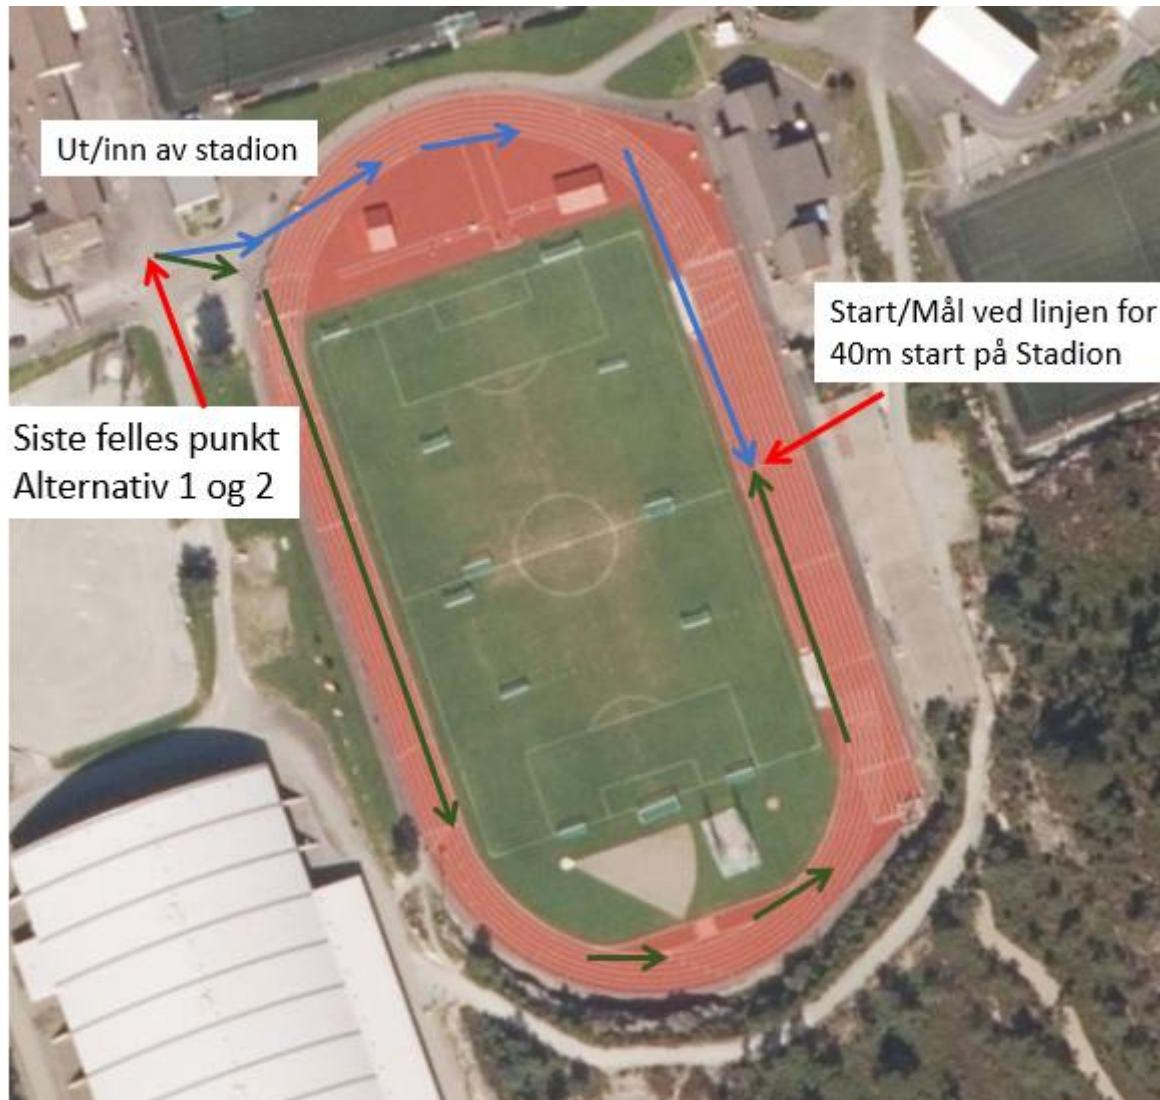 Ut/inn av stadion
Start/Mål ved linjen for
40m start på Stadion
Siste felles punkt
Alternativ 1 og 2